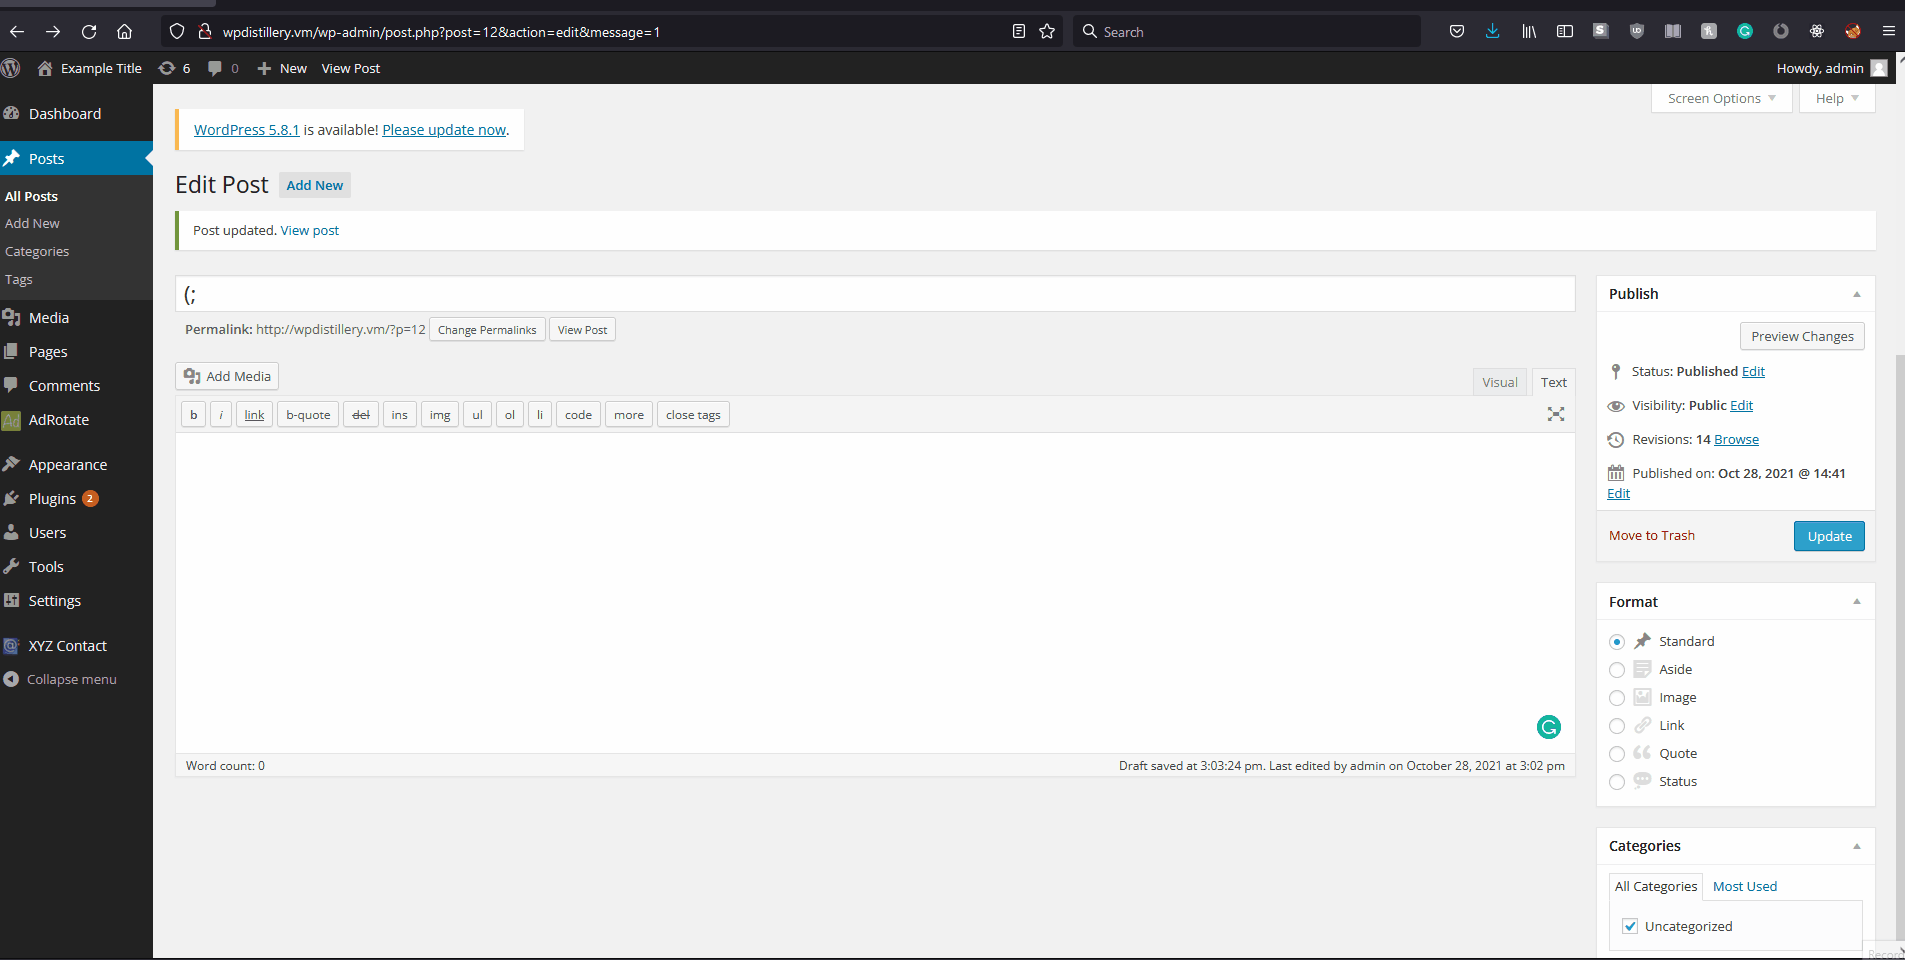 wpdistillery.vm/wp-admin/post.php?post=12&action=edit&message=1
Search
Example Title
6
0
New
View Post
Howdy, admin
Dashboard
Posts
All Posts
Add New
Categories
Tags
Media
Pages
Comments
AdRotate
Appearance
Plugins 2
Users
Tools
Settings
XYZ Contact
Collapse menu
Screen Options
Help
WordPress 5.8.1 is available! Please update now.
Edit Post Add New
Post updated. View post
(;
Permalink: http://wpdistillery.vm/?p=12 Change Permalinks View Post
Add Media
Visual Text
b i link b-quote del ins img ul ol li code more close tags
Word count: 0
Draft saved at 3:03:24 pm. Last edited by admin on October 28, 2021 at 3:02 pm
Publish
Preview Changes
Status: Published Edit
Visibility: Public Edit
Revisions: 14 Browse
Published on: Oct 28, 2021 @ 14:41
Edit
Move to Trash Update
Format
Standard
Aside
Image
Link
Quote
Status
Categories
All Categories Most Used
Uncategorized
Record